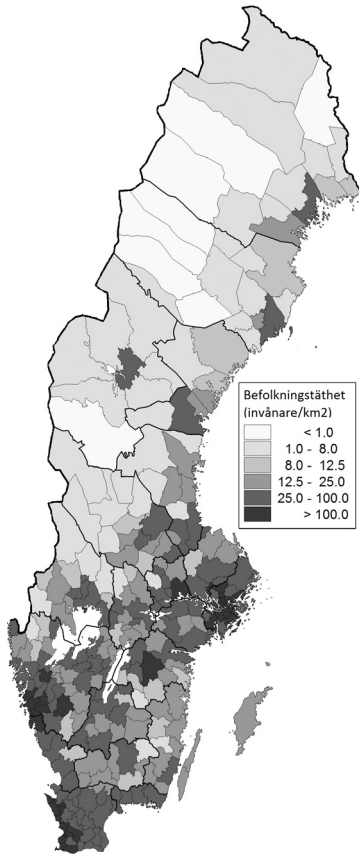 Befolkningstäthet
(invånare/km2)
< 1.0
1.0 - 8.0
8.0 - 12.5
12.5 - 25.0
25.0 - 100.0
> 100.0